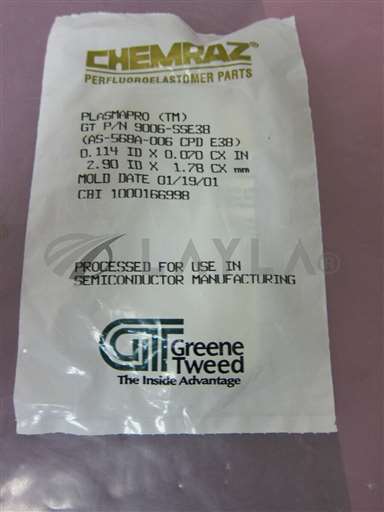 CHEMRAZ®
PERFLUOROELASTOMER PARTS
PLASMAPRO (TM)
GT P/N 9006-SSE38
(AS-568A-006 CPD E38)
0.114 ID X 0.070 CX IN
2.90 ID X 1.78 CX mm
MOLD DATE 01/19/01
CBI 1000166998
LAYLA®
PROCESSED FOR USE IN
SEMICONDUCTOR MANUFACTURING
GT Greene
Tweed
The Inside Advantage